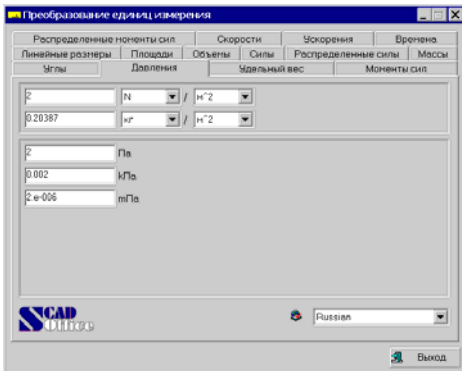 Преобразование единиц измерения
Распределенные моменты сил Скорости Ускорения Времена
Линейные размеры Площади Объемы Силы Распределенные силы Массы
Углы Давления Удельный вес Моменты сил
2 N / м^2
0.20387 кг / м^2
2 Па
0.002 кПа
2.e-006 mПа
SCAD Office
Russian
Выход